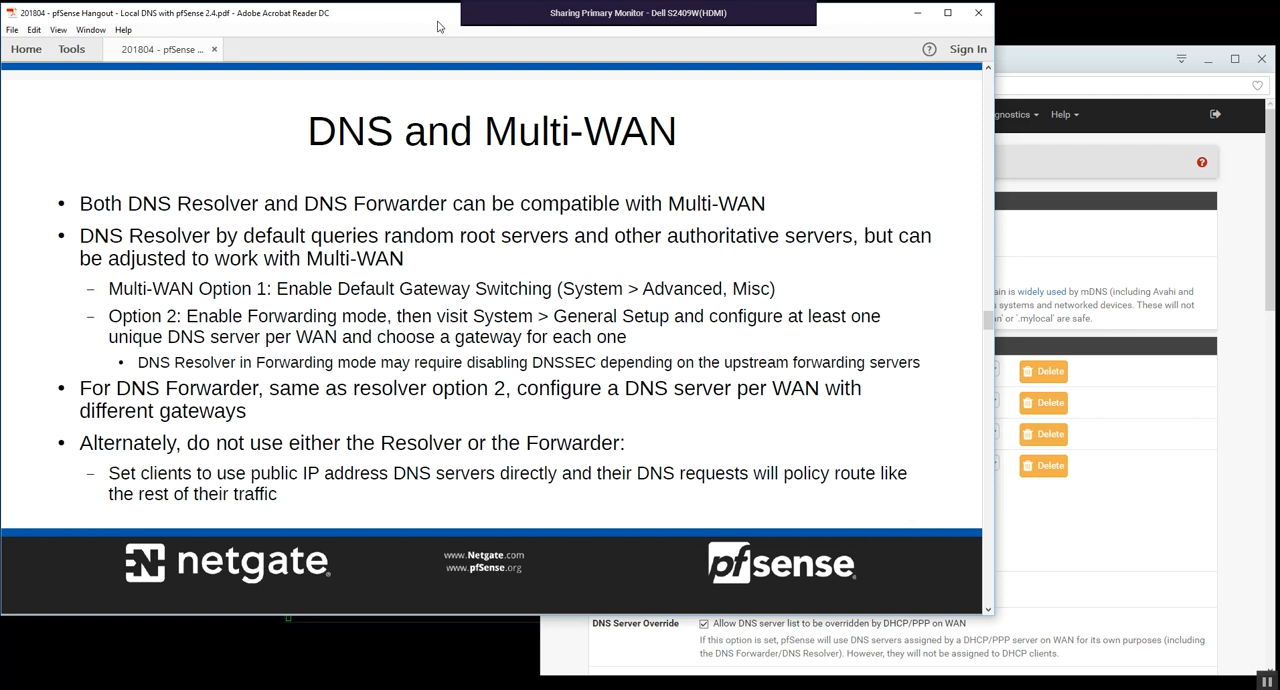 201804 - pfSense Hangout - Local DNS with pfSense 2.4.pdf - Adobe Acrobat Reader DC
Sharing Primary Monitor - Dell S2409W(HDMI)
File Edit View Window Help
Home Tools 201804 - pfSense ... × ? Sign In
DNS and Multi-WAN
• Both DNS Resolver and DNS Forwarder can be compatible with Multi-WAN
• DNS Resolver by default queries random root servers and other authoritative servers, but can
be adjusted to work with Multi-WAN
– Multi-WAN Option 1: Enable Default Gateway Switching (System > Advanced, Misc)
– Option 2: Enable Forwarding mode, then visit System > General Setup and configure at least one
unique DNS server per WAN and choose a gateway for each one
• DNS Resolver in Forwarding mode may require disabling DNSSEC depending on the upstream forwarding servers
• For DNS Forwarder, same as resolver option 2, configure a DNS server per WAN with
different gateways
• Alternately, do not use either the Resolver or the Forwarder:
– Set clients to use public IP address DNS servers directly and their DNS requests will policy route like
the rest of their traffic
netgate®
www.Netgate.com
www.pfSense.org
pfsense®
gnostics Help
ain is widely used by mDNS (including Avahi and
s systems and networked devices. These will not
an' or '.mylocal' are safe.
Delete
Delete
Delete
Delete
DNS Server Override Allow DNS server list to be overridden by DHCP/PPP on WAN
If this option is set, pfSense will use DNS servers assigned by a DHCP/PPP server on WAN for its own purposes (including
the DNS Forwarder/DNS Resolver). However, they will not be assigned to DHCP clients.